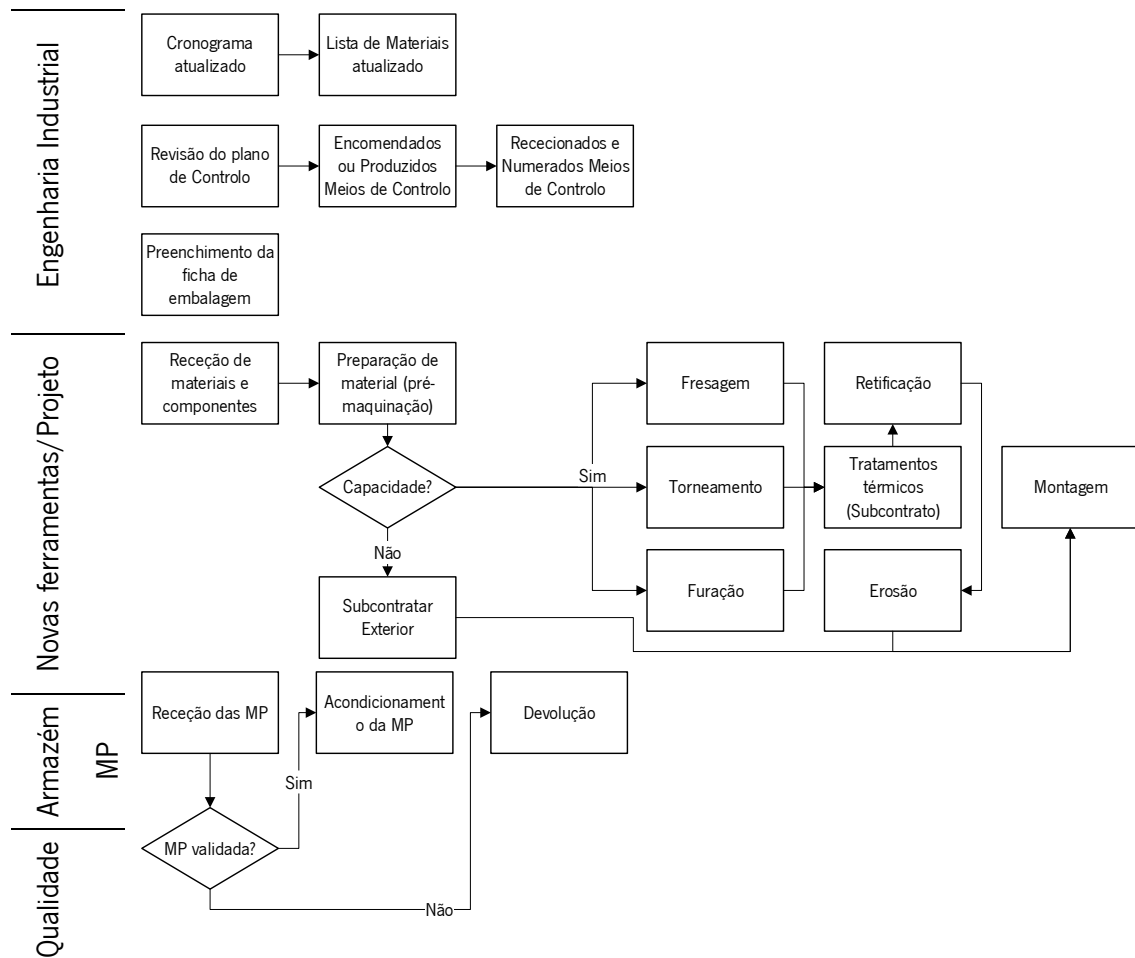 Engenharia Industrial
Cronograma
atualizado
Lista de Materiais
atualizado
Revisão do plano
de Controlo
Encomendados
ou Produzidos
Meios de Controlo
Rececionados e
Numerados Meios
de Controlo
Preenchimento da
ficha de
embalagem
Novas ferramentas/ Projeto
Receção de
materiais e
componentes
Preparação de
material (pré-
maquinação)
Capacidade?
Sim
Não
Subcontratar
Exterior
Fresagem
Torneamento
Furação
Retificação
Tratamentos
térmicos
(Subcontrato)
Erosão
Montagem
Armazém
MP
Receção das MP
Acondicionament
o da MP
Devolução
Sim
Qualidade
MP validada?
Não